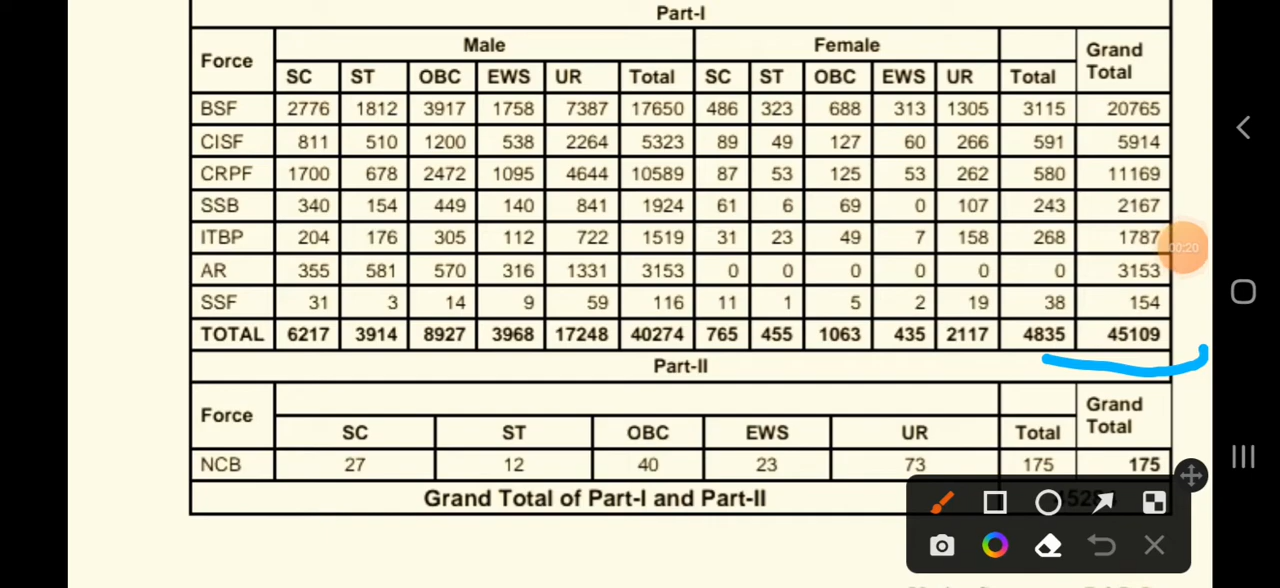 Part-I
Force Male Female Grand Total
SC ST OBC EWS UR Total SC ST OBC EWS UR Total
BSF 2776 1812 3917 1758 7387 17650 486 323 688 313 1305 3115 20765
CISF 811 510 1200 538 2264 5323 89 49 127 60 266 591 5914
CRPF 1700 678 2472 1095 4644 10589 87 53 125 53 262 580 11169
SSB 340 154 449 140 841 1924 61 6 69 0 107 243 2167
ITBP 204 176 305 112 722 1519 31 23 49 7 158 268 1787
00:20
AR 355 581 570 316 1331 3153 0 0 0 0 0 0 3153
SSF 31 3 14 9 59 116 11 1 5 2 19 38 154
TOTAL 6217 3914 8927 3968 17248 40274 765 455 1063 435 2117 4835 45109
Part-II
Force Grand Total
SC ST OBC EWS UR Total
NCB 27 12 40 23 73 175 175
Grand Total of Part-I and Part-II